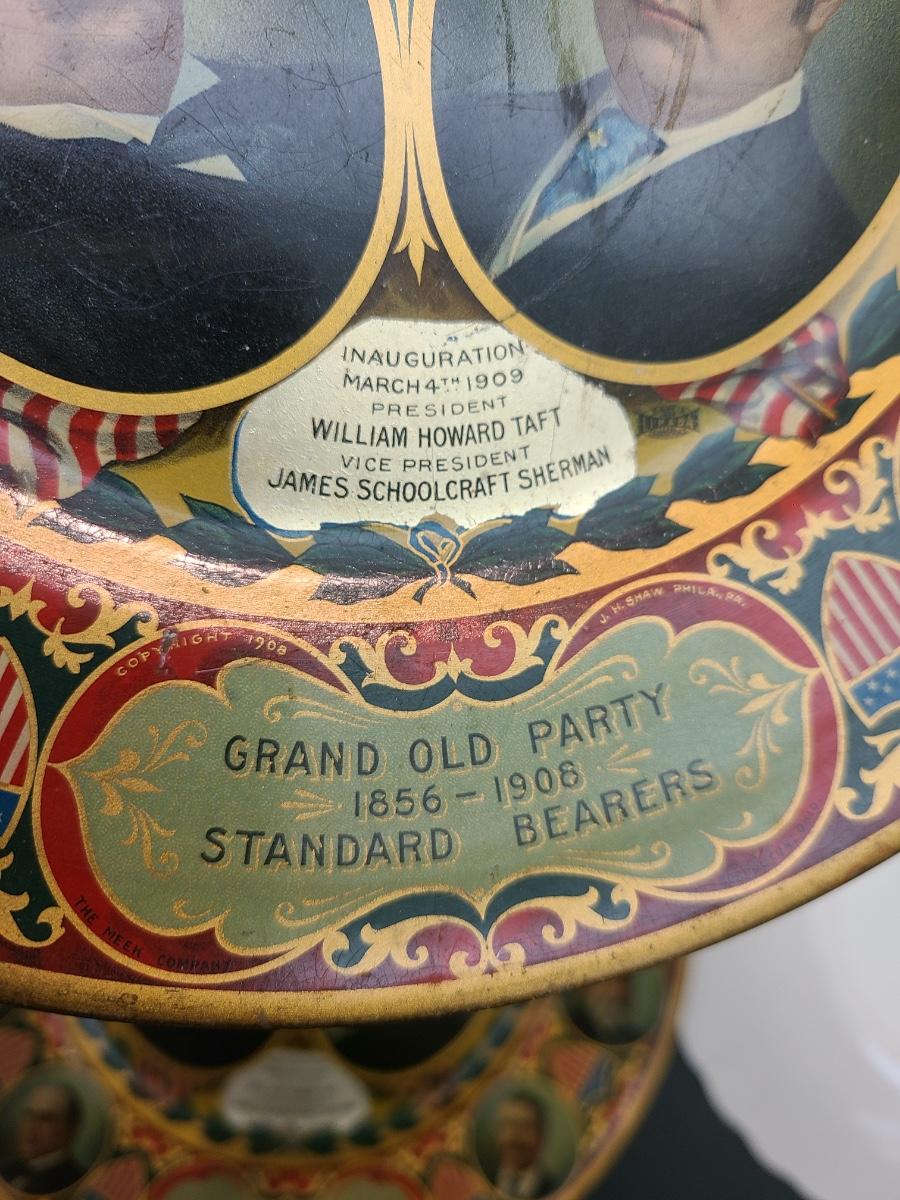 INAUGURATION
MARCH 4TH 1909
PRESIDENT
WILLIAM HOWARD TAFT
VICE PRESIDENT
JAMES SCHOOLCRAFT SHERMAN
COPYRIGHT 1908
J. H. SHAW PHILA., PA.
GRAND OLD PARTY
1856 – 1908
STANDARD BEARERS
THE MEEK COMPANY